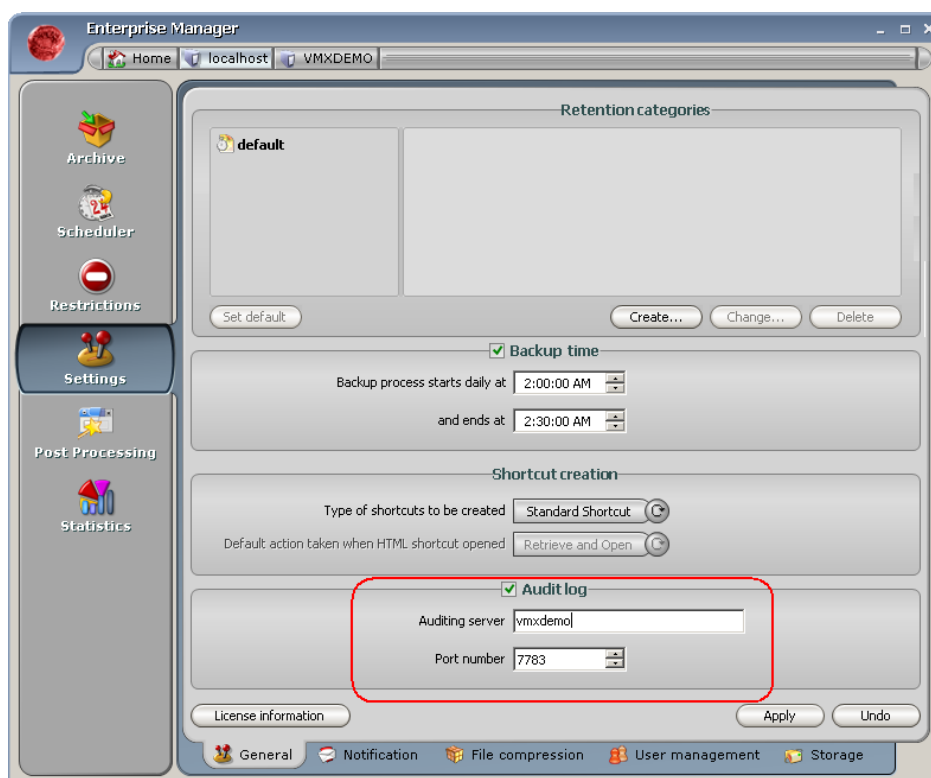 Enterprise Manager
Home localhost VMXDEMO
Archive
Scheduler
Restrictions
Settings
Post Processing
Statistics
Retention categories
default
Set default Create... Change... Delete
Backup time
Backup process starts daily at 2:00:00 AM
and ends at 2:30:00 AM
Shortcut creation
Type of shortcuts to be created Standard Shortcut
Default action taken when HTML shortcut opened Retrieve and Open
Audit log
Auditing server vmxdemo
Port number 7783
License information Apply Undo
General Notification File compression User management Storage